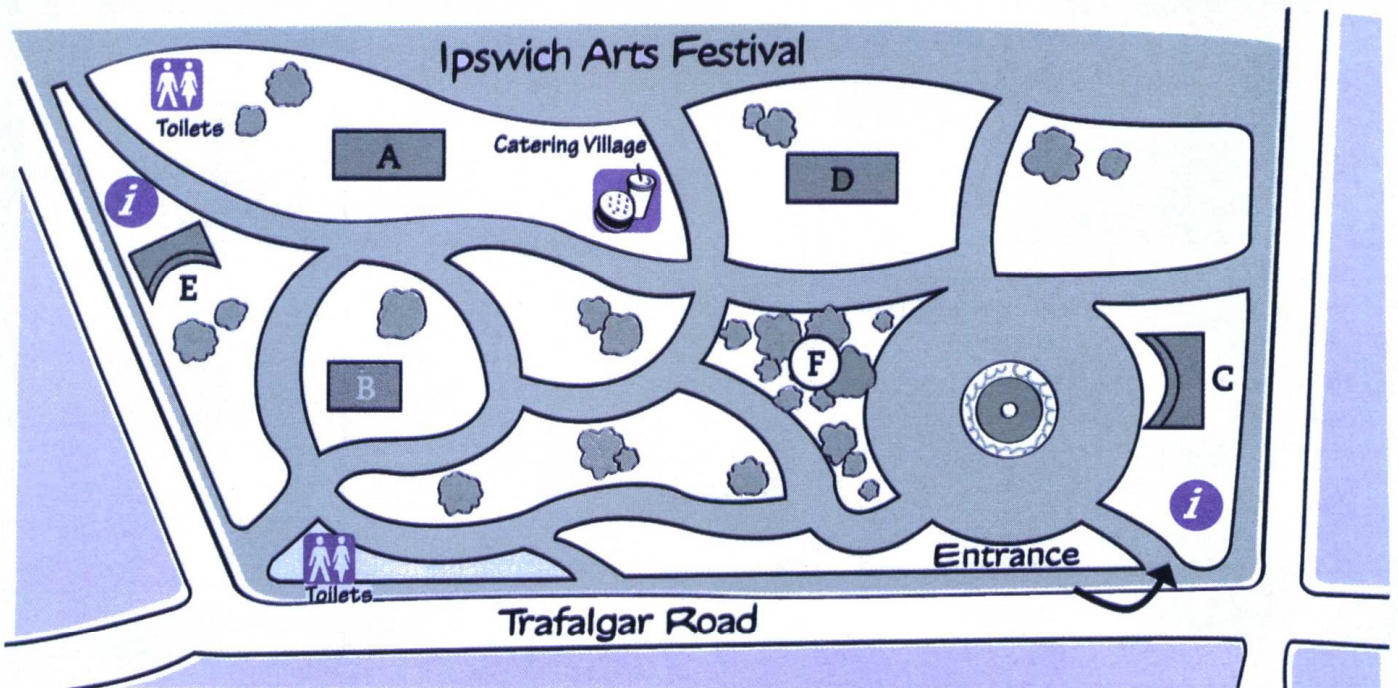 Ipswich Arts Festival
Toilets
A
Catering Village
D
i
E
B
F
C
i
Entrance
Toilets
Trafalgar Road